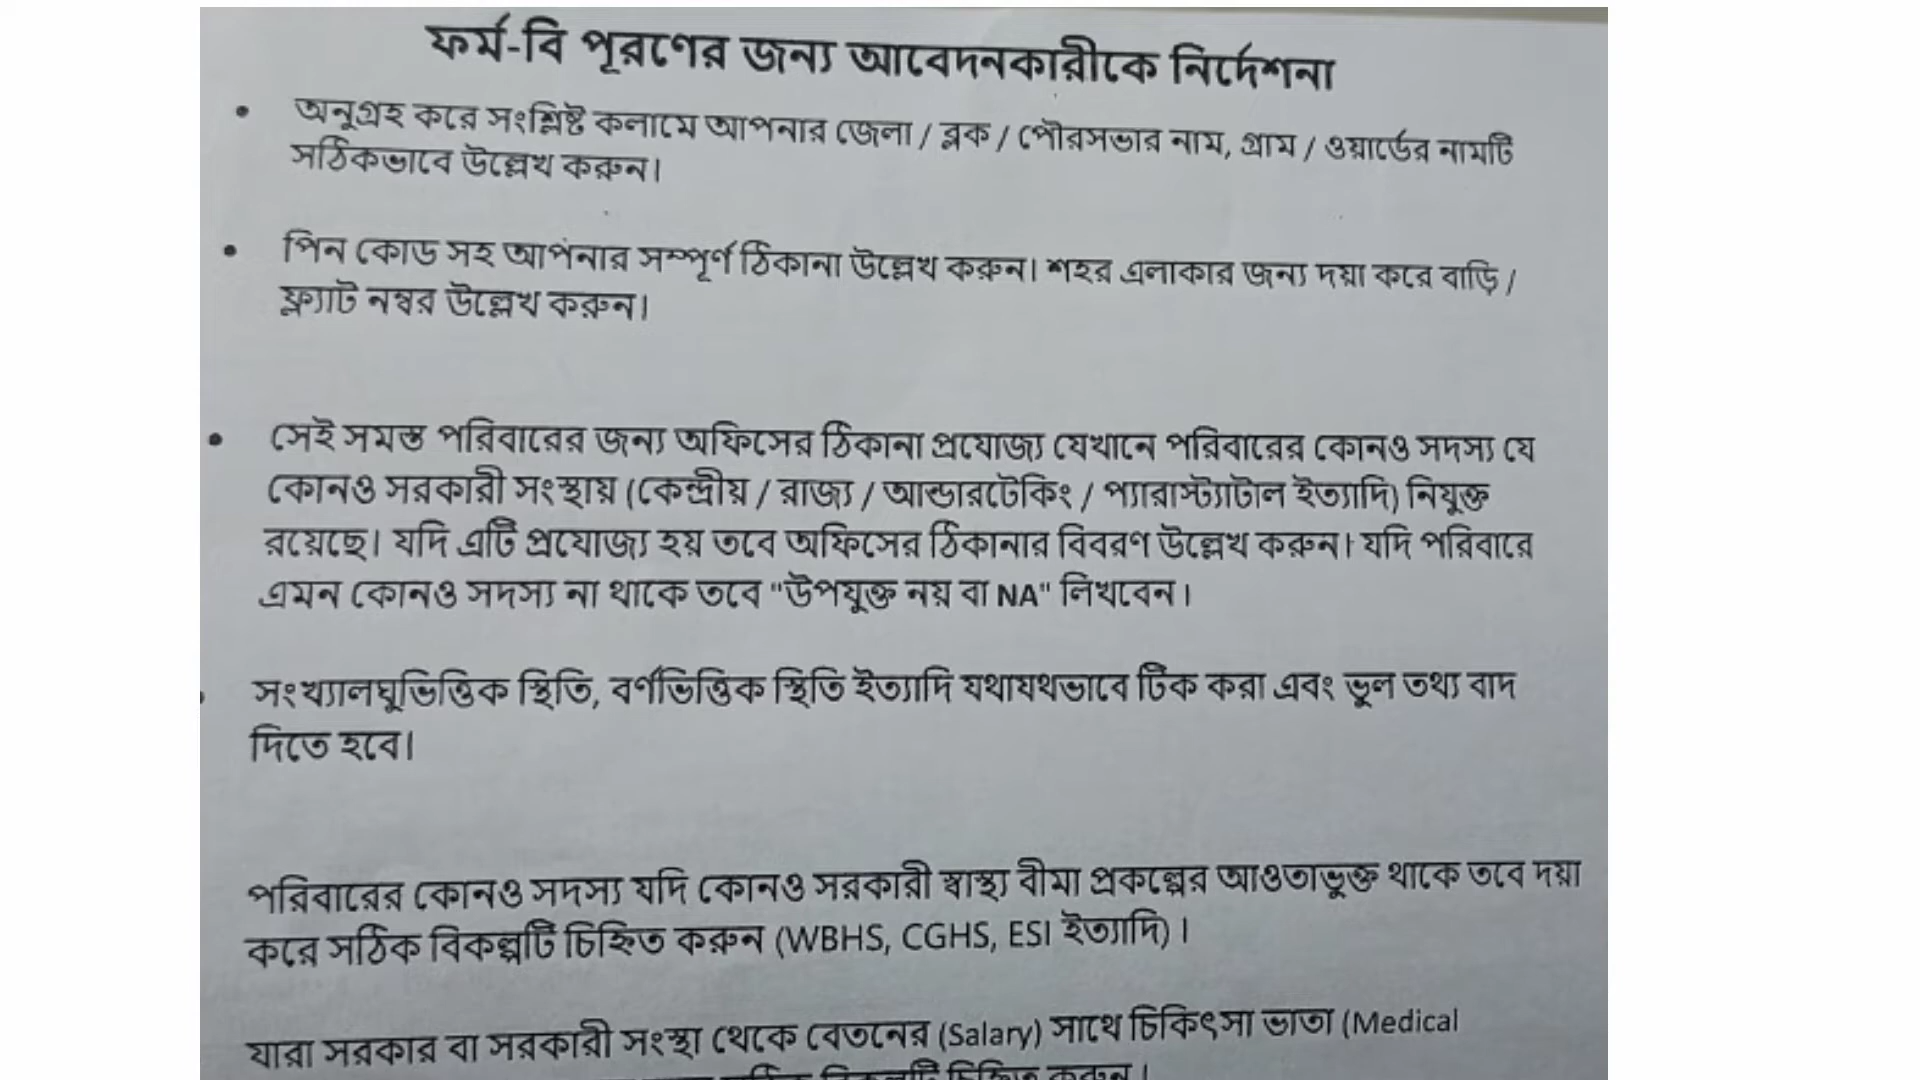 ফর্ম-বি পূরণের জন্য আবেদনকারীকে নির্দেশনা
• অনুগ্রহ করে সংশ্লিষ্ট কলামে আপনার জেলা / ব্লক / পৌরসভার নাম, গ্রাম / ওয়ার্ডের নামটি
সঠিকভাবে উল্লেখ করুন।
• পিন কোড সহ আপনার সম্পূর্ণ ঠিকানা উল্লেখ করুন। শহর এলাকার জন্য দয়া করে বাড়ি /
ফ্ল্যাট নম্বর উল্লেখ করুন।
• সেই সমস্ত পরিবারের জন্য অফিসের ঠিকানা প্রযোজ্য যেখানে পরিবারের কোনও সদস্য যে
কোনও সরকারী সংস্থায় (কেন্দ্রীয় / রাজ্য / আন্ডারটেকিং / প্যারাস্ট্যাটাল ইত্যাদি) নিযুক্ত
রয়েছে। যদি এটি প্রযোজ্য হয় তবে অফিসের ঠিকানার বিবরণ উল্লেখ করুন। যদি পরিবারে
এমন কোনও সদস্য না থাকে তবে "উপযুক্ত নয় বা NA" লিখবেন।
সংখ্যালঘুভিত্তিক স্থিতি, বর্ণভিত্তিক স্থিতি ইত্যাদি যথাযথভাবে টিক করা এবং ভুল তথ্য বাদ
দিতে হবে।
পরিবারের কোনও সদস্য যদি কোনও সরকারী স্বাস্থ্য বীমা প্রকল্পের আওতাভুক্ত থাকে তবে দয়া
করে সঠিক বিকল্পটি চিহ্নিত করুন (WBHS, CGHS, ESI ইত্যাদি)।
যারা সরকার বা সরকারী সংস্থা থেকে বেতনের (Salary) সাথে চিকিৎসা ভাতা (Medical
সঠিক বিকল্পটি চিহ্নিত করুন।